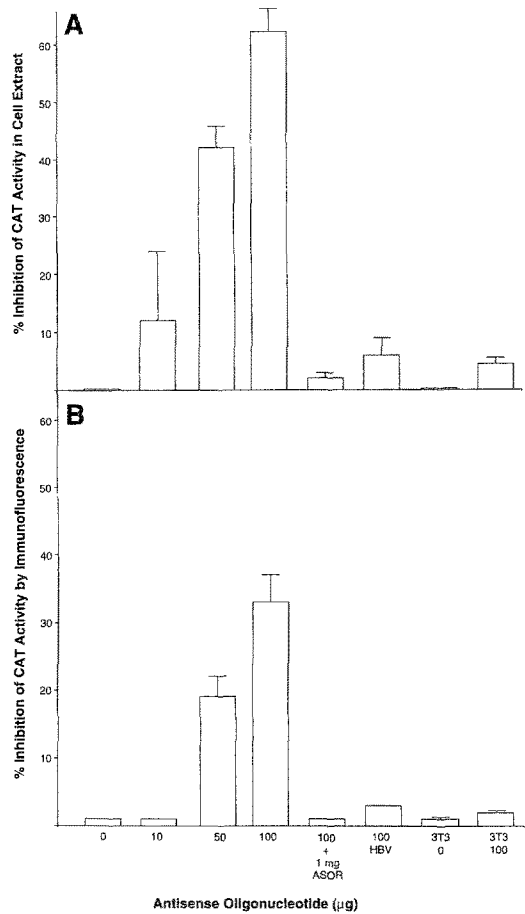 A
% Inhibition of CAT Activity in Cell Extract
60
50
40
30
20
10
B
% Inhibition of CAT Activity by Immunofluorescence
60
50
40
30
20
10
0 10 50 100 100 100 3T3 3T3
+ HBV 0 100
1 mg
ASOR
Antisense Oligonucleotide (µg)